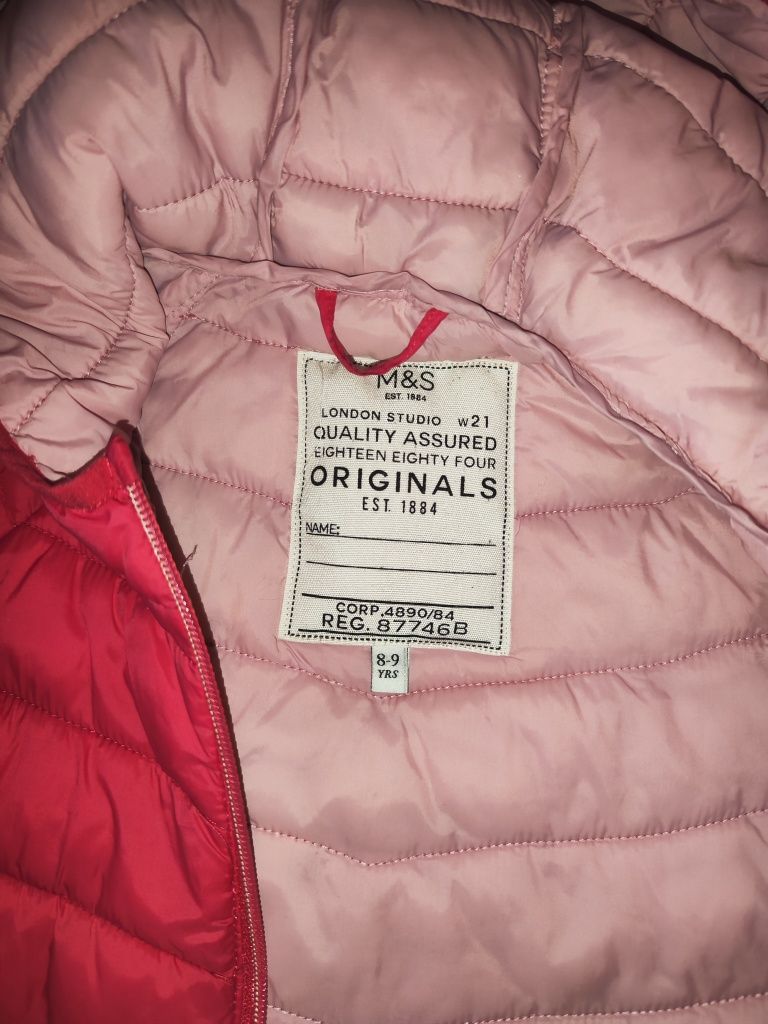 M&S
EST. 1884
LONDON STUDIO W21
QUALITY ASSURED
EIGHTEEN EIGHTY FOUR
ORIGINALS
EST. 1884
NAME:
CORP.4890/84
REG. 87746B
8-9
YRS